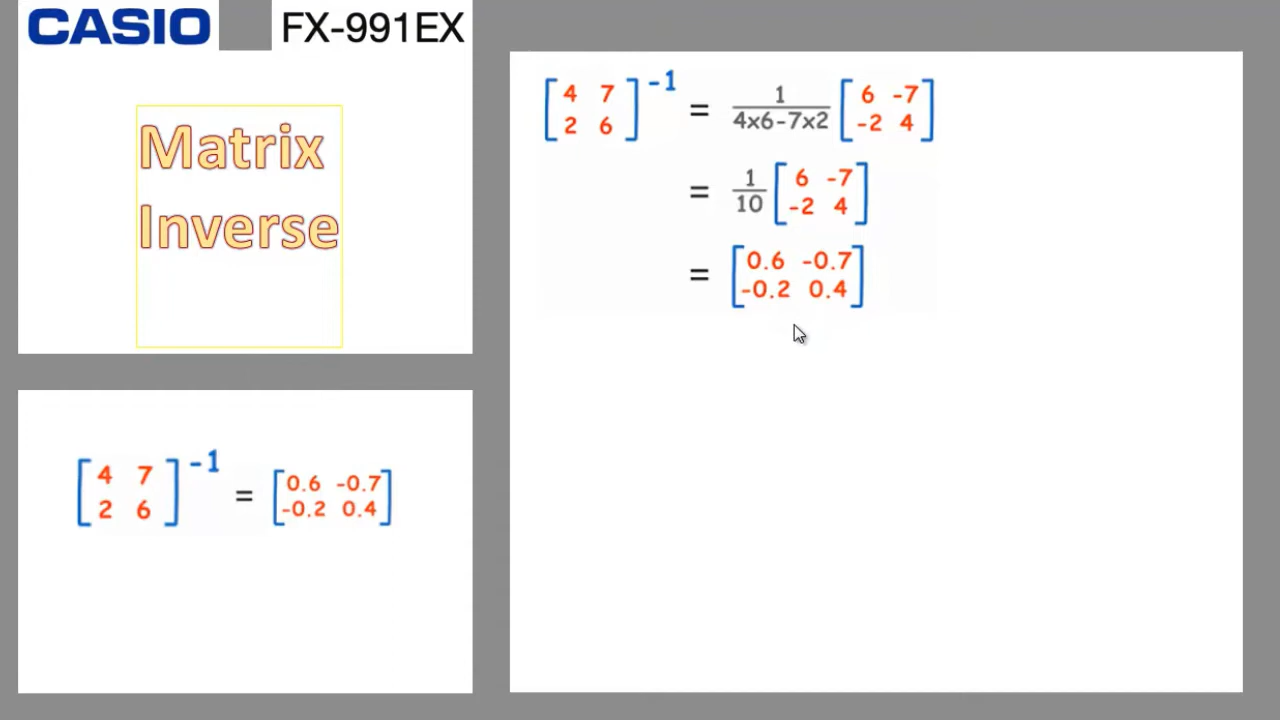 CASIO FX-991EX
Matrix
Inverse
[4 7
2 6]⁻¹ = [0.6 -0.7
-0.2 0.4]
[4 7
2 6]⁻¹ = 1/(4x6-7x2) [6 -7
-2 4]
= 1/10 [6 -7
-2 4]
= [0.6 -0.7
-0.2 0.4]